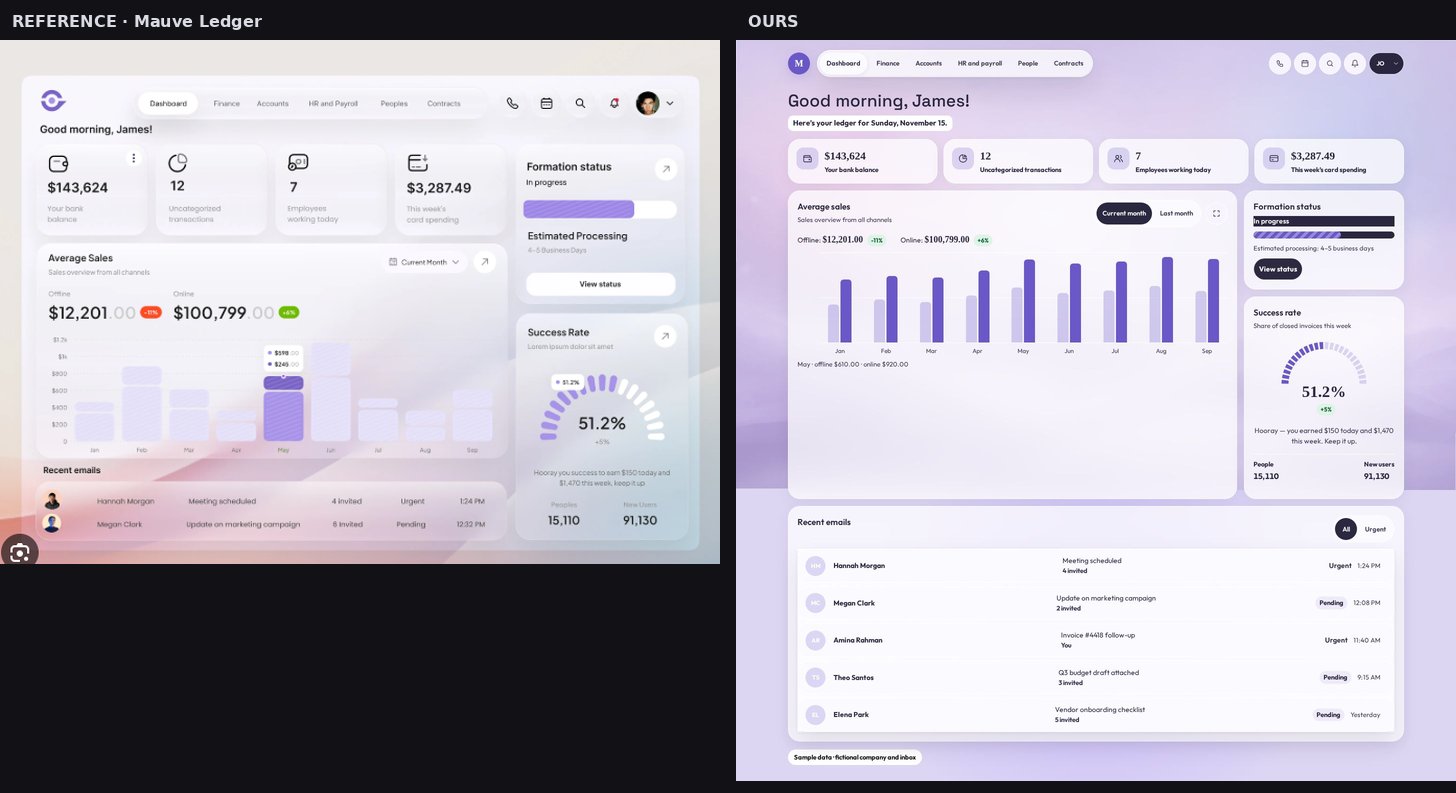 REFERENCE · Mauve Ledger
Dashboard Finance Accounts HR and Payroll Peoples Contracts
Good morning, James!
$143,624
Your bank
balance
12
Uncategorized
transactions
7
Employees
working today
$3,287.49
This week's
card spending
Formation status
In progress
Estimated Processing
4-5 Business Days
View status
Average Sales
Sales overview from all channels.
Current Month
Offline
$12,201.00 -11%
Online
$100,799.00 +6%
$1.2k
$1k
$800
$600
$400
$200
0
$598.00
$245.00
Jan Feb Mar Apr May Jun Jul Aug Sep
Success Rate
Lorem ipsum dolor sit amet
$1.2%
51.2%
+5%
Hooray you success to earn $150 today and
$1,470 this week, keep it up
Peoples New Users
15,110 91,130
Recent emails
Hannah Morgan Meeting scheduled 4 invited Urgent 1:24 PM
Megan Clark Update on marketing campaign 6 Invited Pending 12:32 PM
OURS
M Dashboard Finance Accounts HR and payroll People Contracts JO
Good morning, James!
Here's your ledger for Sunday, November 15.
$143,624
Your bank balance
12
Uncategorized transactions
7
Employees working today
$3,287.49
This week's card spending
Average sales
Sales overview from all channels
Current month Last month
Offline: $12,201.00 -11% Online: $100,799.00 +6%
Jan Feb Mar Apr May Jun Jul Aug Sep
May · offline $610.00 · online $920.00
Formation status
In progress
Estimated processing: 4–5 business days
View status
Success rate
Share of closed invoices this week
51.2%
+5%
Hooray — you earned $150 today and $1,470
this week. Keep it up.
People New users
15,110 91,130
Recent emails
All Urgent
HM Hannah Morgan Meeting scheduled Urgent 1:24 PM
4 invited
MC Megan Clark Update on marketing campaign Pending 12:08 PM
2 invited
AR Amina Rahman Invoice #4418 follow-up Urgent 11:40 AM
You
TS Theo Santos Q3 budget draft attached Pending 9:15 AM
3 invited
EL Elena Park Vendor onboarding checklist Pending Yesterday
5 invited
Sample data · fictional company and inbox